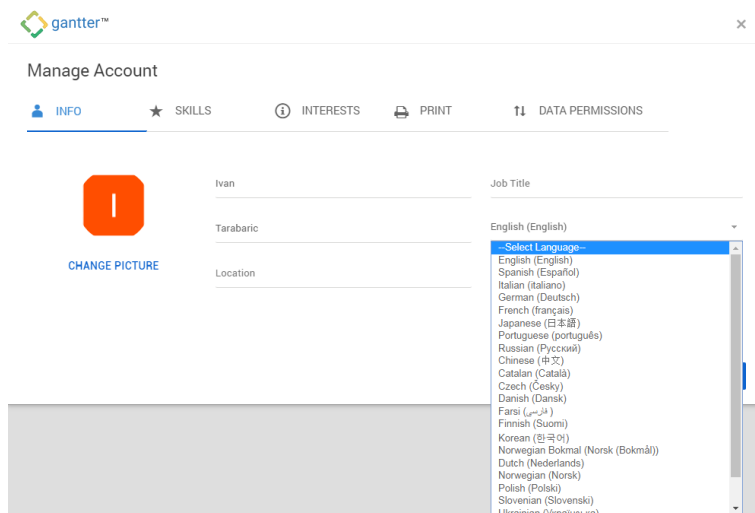 gantter™
×
Manage Account
INFO
SKILLS
INTERESTS
PRINT
DATA PERMISSIONS
I
CHANGE PICTURE
Ivan
Tarabaric
Location
Job Title
English (English)
--Select Language--
English (English)
Spanish (Español)
Italian (italiano)
German (Deutsch)
French (français)
Japanese (日本語)
Portuguese (português)
Russian (Русский)
Chinese (中文)
Catalan (Català)
Czech (Česky)
Danish (Dansk)
Farsi (فارسی)
Finnish (Suomi)
Korean (한국어)
Norwegian Bokmal (Norsk (Bokmål))
Dutch (Nederlands)
Norwegian (Norsk)
Polish (Polski)
Slovenian (Slovenski)
Ukrainian (Українська)